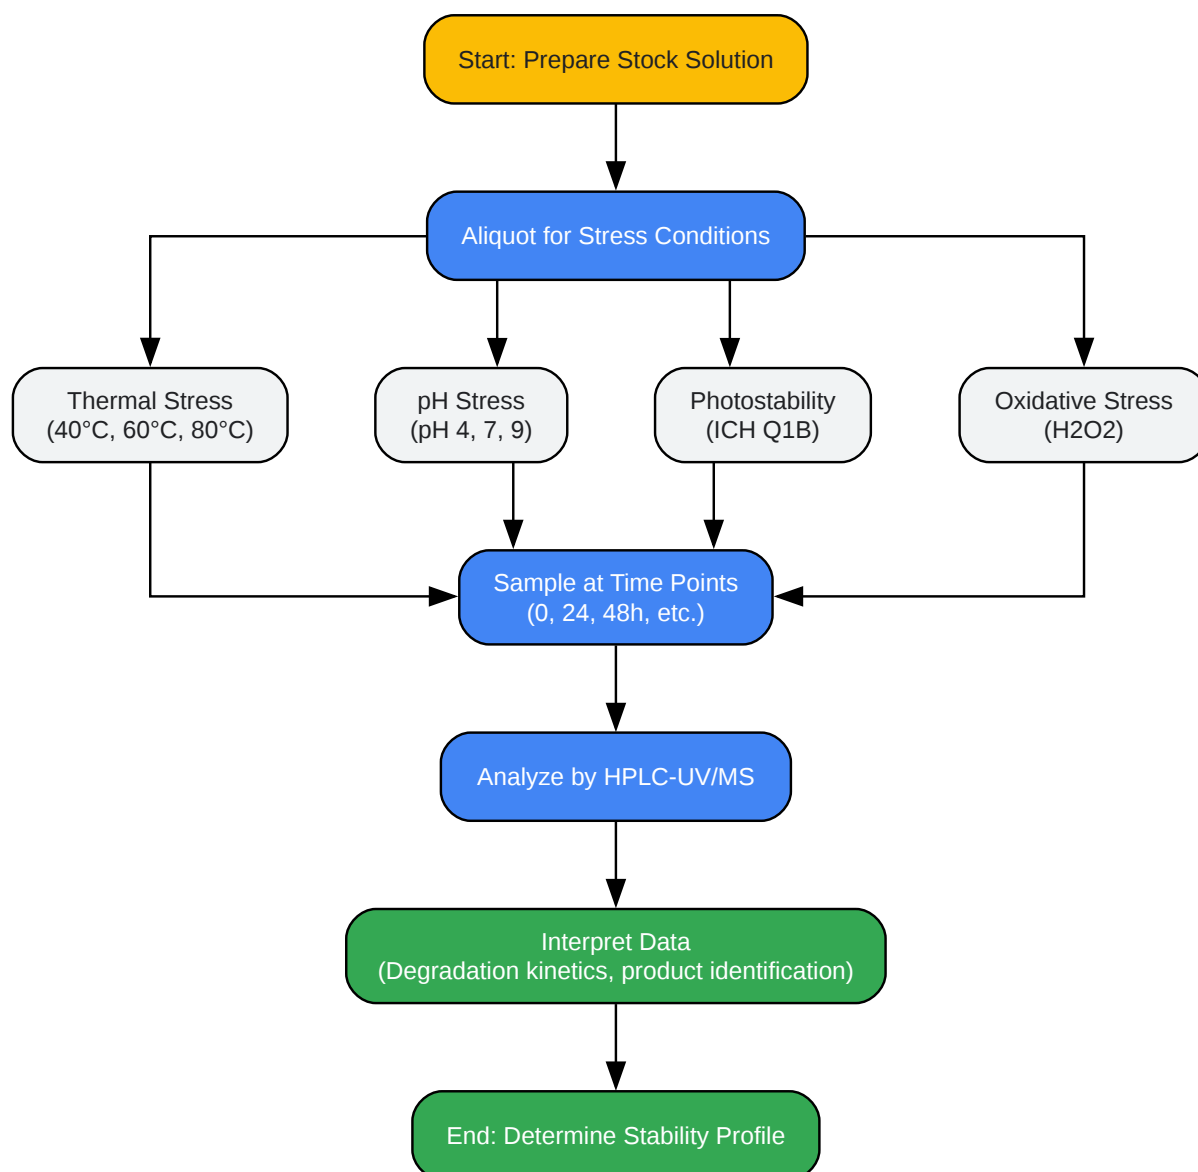 Start: Prepare Stock Solution
Aliquot for Stress Conditions
Thermal Stress
(40°C, 60°C, 80°C)
pH Stress
(pH 4, 7, 9)
Photostability
(ICH Q1B)
Oxidative Stress
(H2O2)
Sample at Time Points
(0, 24, 48h, etc.)
Analyze by HPLC-UV/MS
Interpret Data
(Degradation kinetics, product identification)
End: Determine Stability Profile